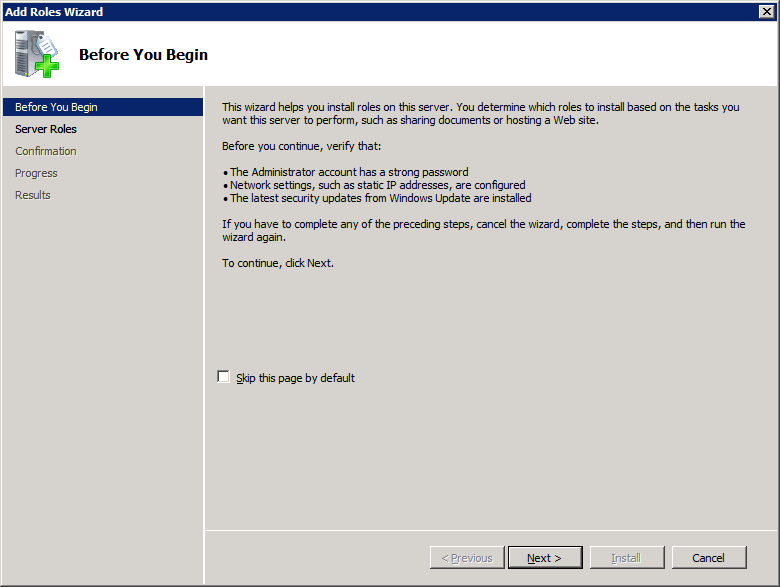 Add Roles Wizard
Before You Begin
Before You Begin
Server Roles
Confirmation
Progress
Results
This wizard helps you install roles on this server. You determine which roles to install based on the tasks you
want this server to perform, such as sharing documents or hosting a Web site.
Before you continue, verify that:
• The Administrator account has a strong password
• Network settings, such as static IP addresses, are configured
• The latest security updates from Windows Update are installed
If you have to complete any of the preceding steps, cancel the wizard, complete the steps, and then run the
wizard again.
To continue, click Next.
Skip this page by default
< Previous
Next >
Install
Cancel